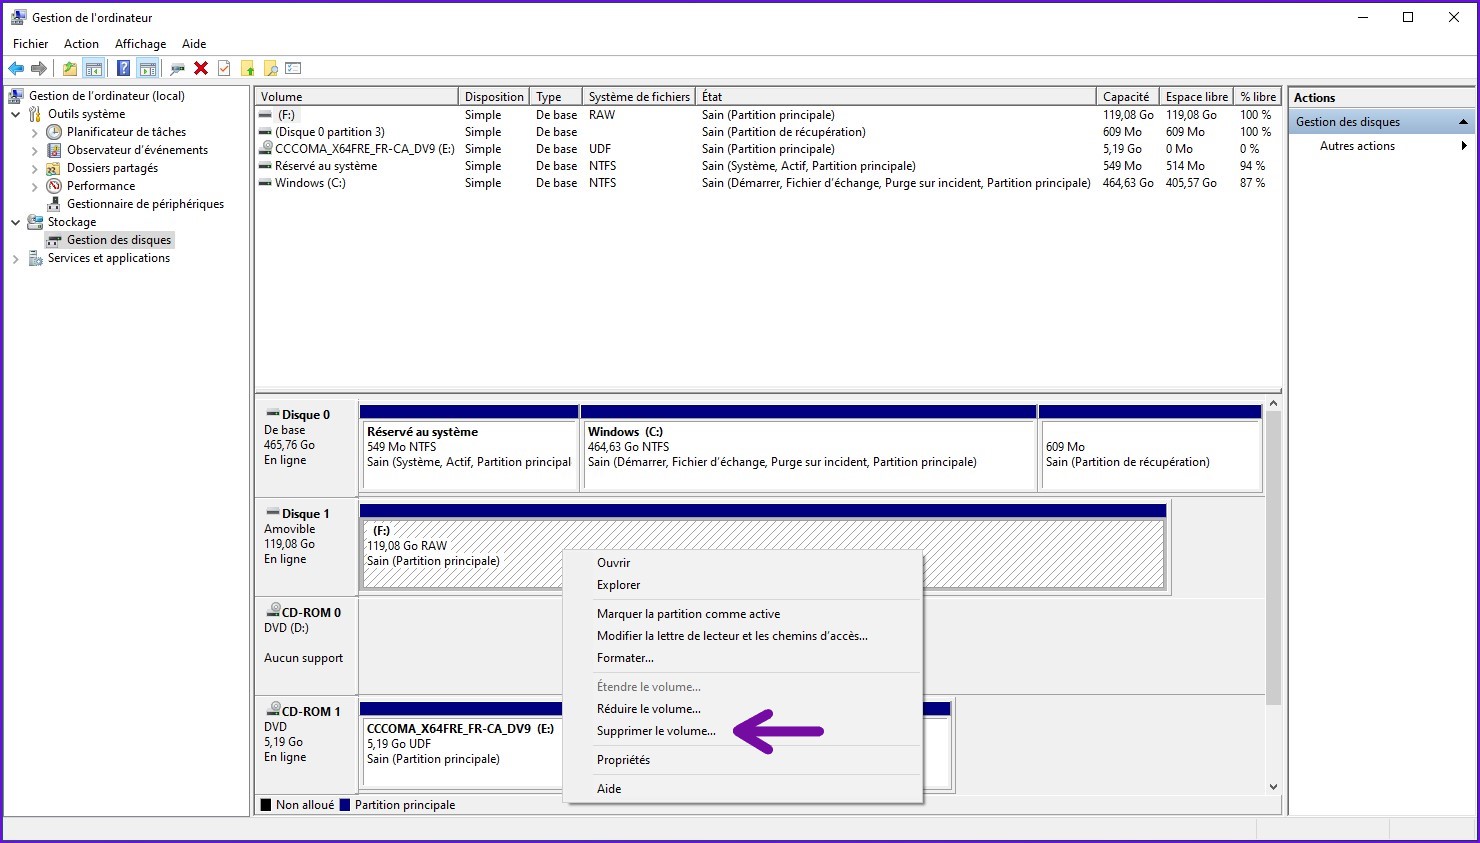 Gestion de l'ordinateur
Fichier Action Affichage Aide
Gestion de l'ordinateur (local)
Outils système
Planificateur de tâches
Observateur d'événements
Dossiers partagés
Performance
Gestionnaire de périphériques
Stockage
Gestion des disques
Services et applications
Volume Disposition Type Système de fichiers État Capacité Espace libre % libre
(F:) Simple De base RAW Sain (Partition principale) 119,08 Go 119,08 Go 100 %
(Disque 0 partition 3) Simple De base Sain (Partition de récupération) 609 Mo 609 Mo 100 %
CCCOMA_X64FRE_FR-CA_DV9 (E:) Simple De base UDF Sain (Partition principale) 5,19 Go 0 Mo 0 %
Réservé au système Simple De base NTFS Sain (Système, Actif, Partition principale) 549 Mo 514 Mo 94 %
Windows (C:) Simple De base NTFS Sain (Démarrer, Fichier d'échange, Purge sur incident, Partition principale) 464,63 Go 405,57 Go 87 %
Actions
Gestion des disques
Autres actions
Disque 0
De base
465,76 Go
En ligne
Réservé au système
549 Mo NTFS
Sain (Système, Actif, Partition principal
Windows (C:)
464,63 Go NTFS
Sain (Démarrer, Fichier d'échange, Purge sur incident, Partition principale)
609 Mo
Sain (Partition de récupération)
Disque 1
Amovible
119,08 Go
En ligne
(F:)
119,08 Go RAW
Sain (Partition principale)
CD-ROM 0
DVD (D:)
Aucun support
CD-ROM 1
DVD
5,19 Go
En ligne
CCCOMA_X64FRE_FR-CA_DV9 (E:)
5,19 Go UDF
Sain (Partition principale)
Ouvrir
Explorer
Marquer la partition comme active
Modifier la lettre de lecteur et les chemins d'accès...
Formater...
Étendre le volume...
Réduire le volume...
Supprimer le volume...
Propriétés
Aide
Non alloué Partition principale